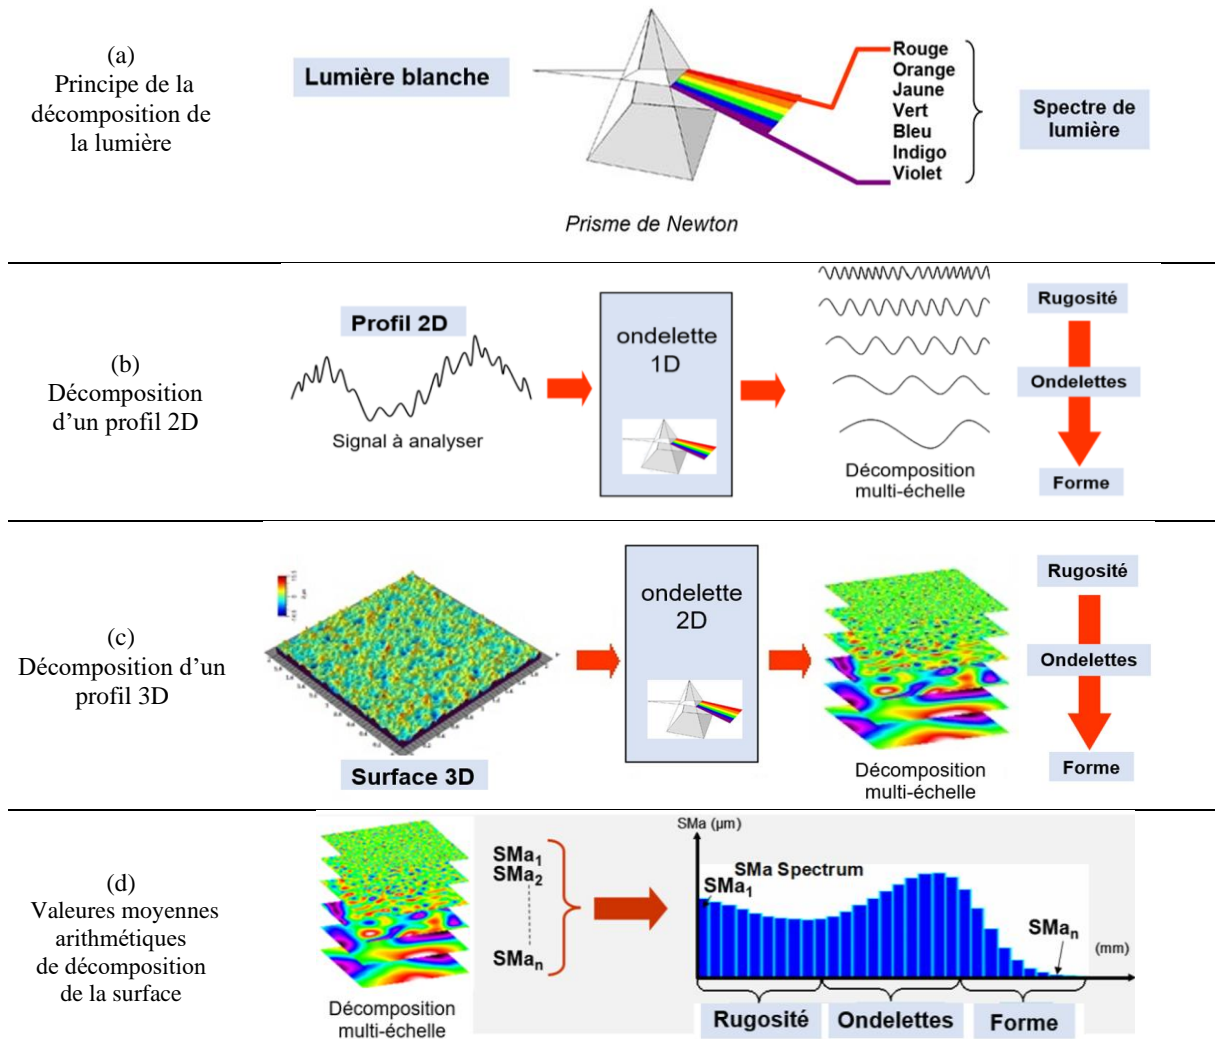 (a)
Principe de la
décomposition de
la lumière
Lumière blanche
Rouge
Orange
Jaune
Vert
Bleu
Indigo
Violet
Spectre de
lumière
Prisme de Newton
(b)
Décomposition
d'un profil 2D
Profil 2D
Signal à analyser
ondelette
1D
Décomposition
multi-échelle
Rugosité
Ondelettes
Forme
(c)
Décomposition d'un
profil 3D
Surface 3D
ondelette
2D
Décomposition
multi-échelle
Rugosité
Ondelettes
Forme
(d)
Valeures moyennes
arithmétiques
de décomposition
de la surface
Décomposition
multi-échelle
SMa1
SMa2
SMan
SMa (µm)
SMa Spectrum
SMa1
SMan
(mm)
Rugosité
Ondelettes
Forme